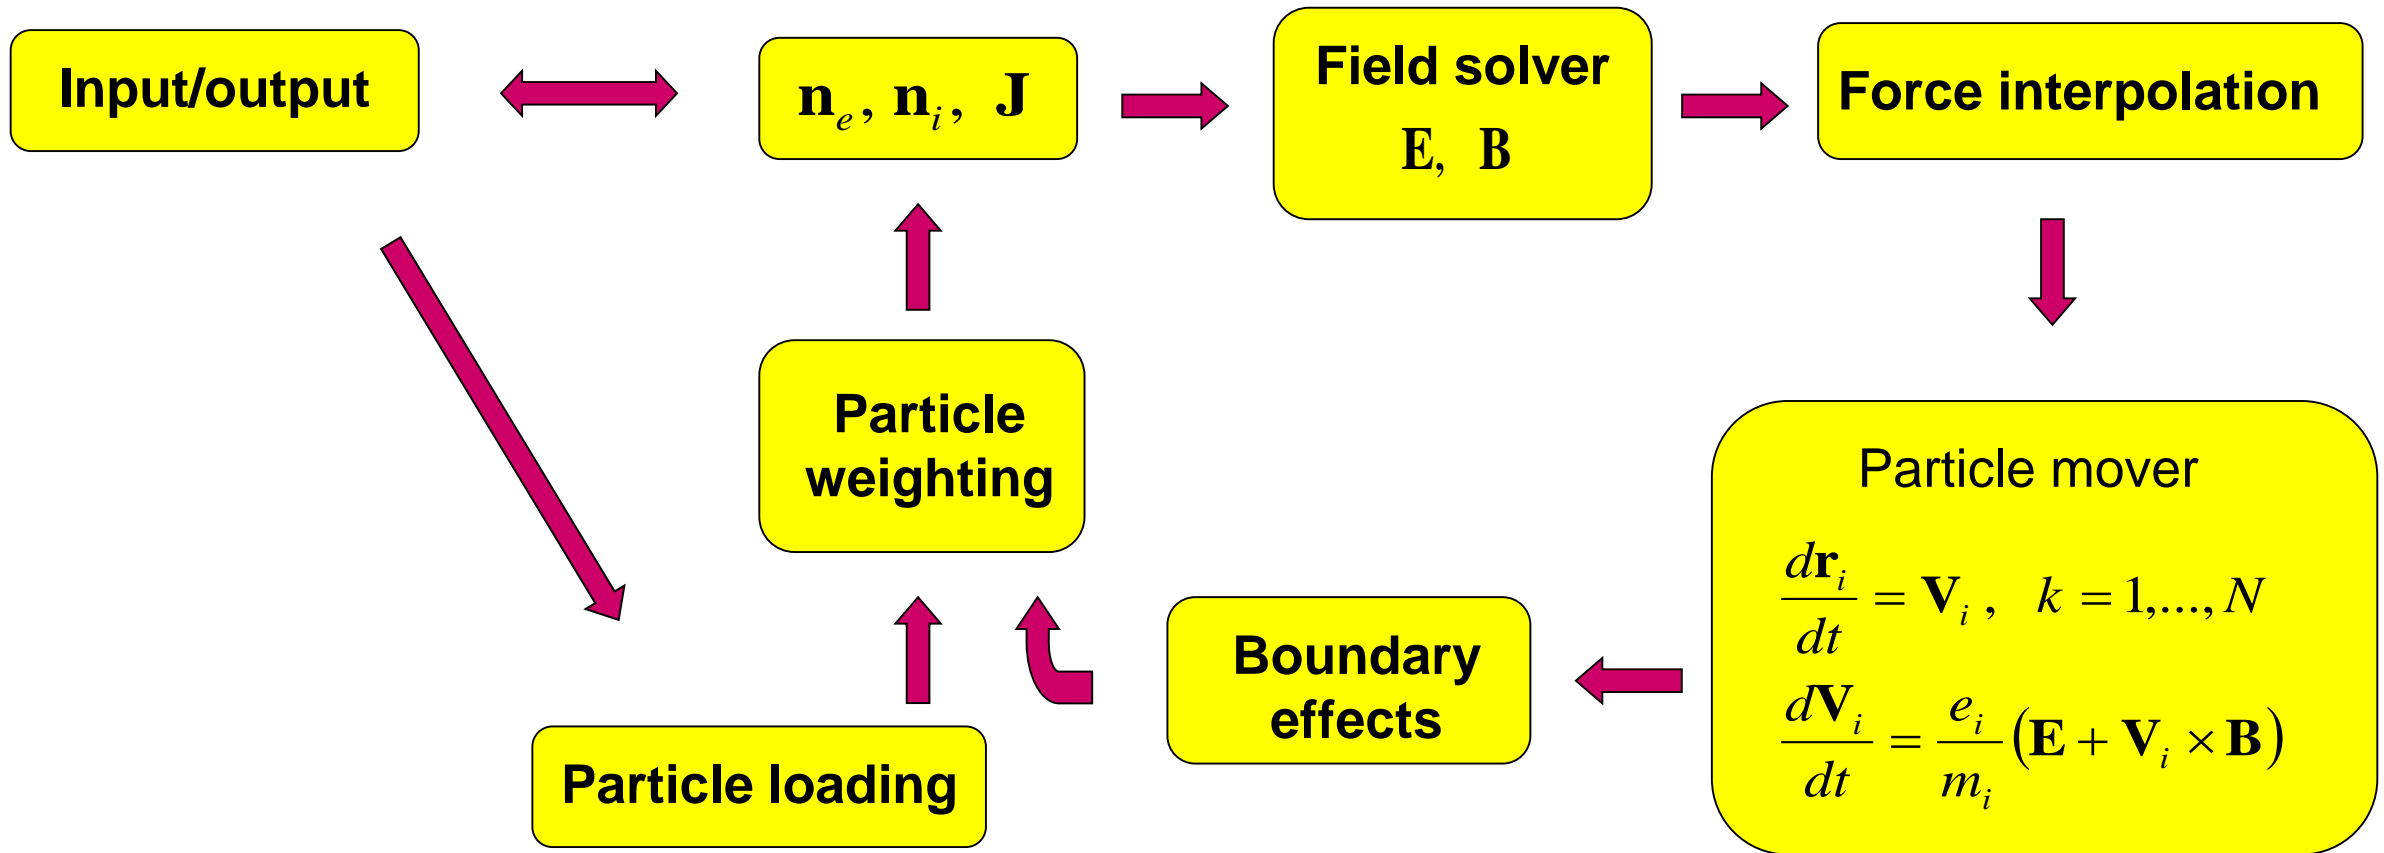 Input/output
n_e, n_i, J
Field solver
E, B
Force interpolation
Particle
weighting
Particle mover
dr_i/dt = V_i, k = 1,..., N
dV_i/dt = e_i/m_i (E + V_i × B)
Boundary
effects
Particle loading